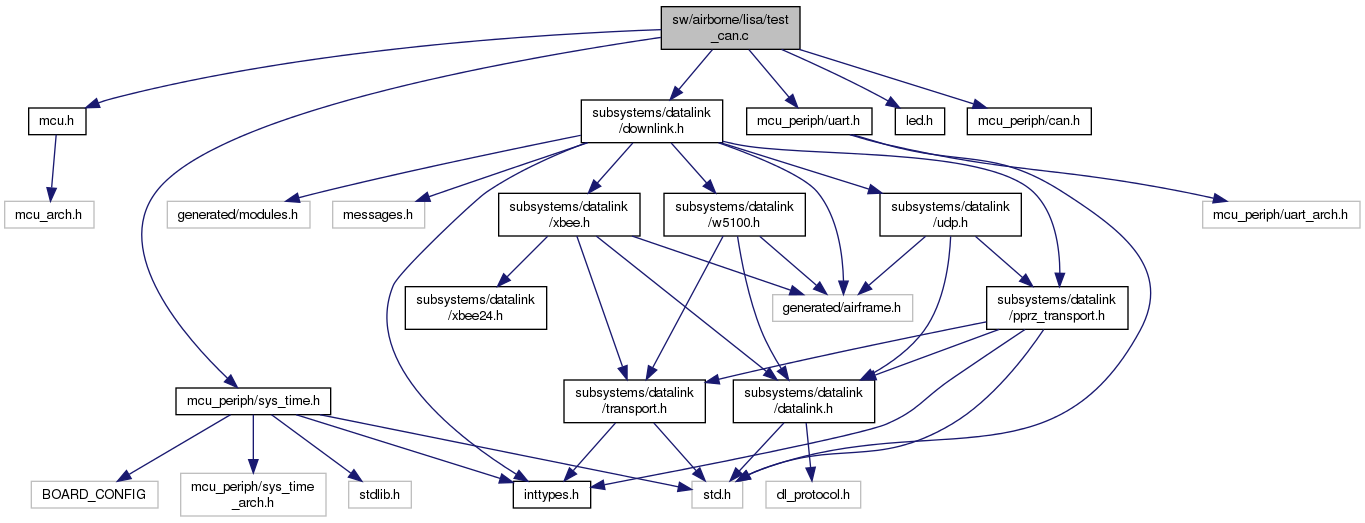 sw/airborne/lisa/test
_can.c
mcu.h
subsystems/datalink
/downlink.h
mcu_periph/uart.h
led.h
mcu_periph/can.h
mcu_arch.h
generated/modules.h
messages.h
subsystems/datalink
/xbee.h
subsystems/datalink
/w5100.h
subsystems/datalink
/udp.h
mcu_periph/uart_arch.h
subsystems/datalink
/xbee24.h
generated/airframe.h
subsystems/datalink
/pprz_transport.h
mcu_periph/sys_time.h
subsystems/datalink
/transport.h
subsystems/datalink
/datalink.h
BOARD_CONFIG
mcu_periph/sys_time
_arch.h
stdlib.h
inttypes.h
std.h
dl_protocol.h